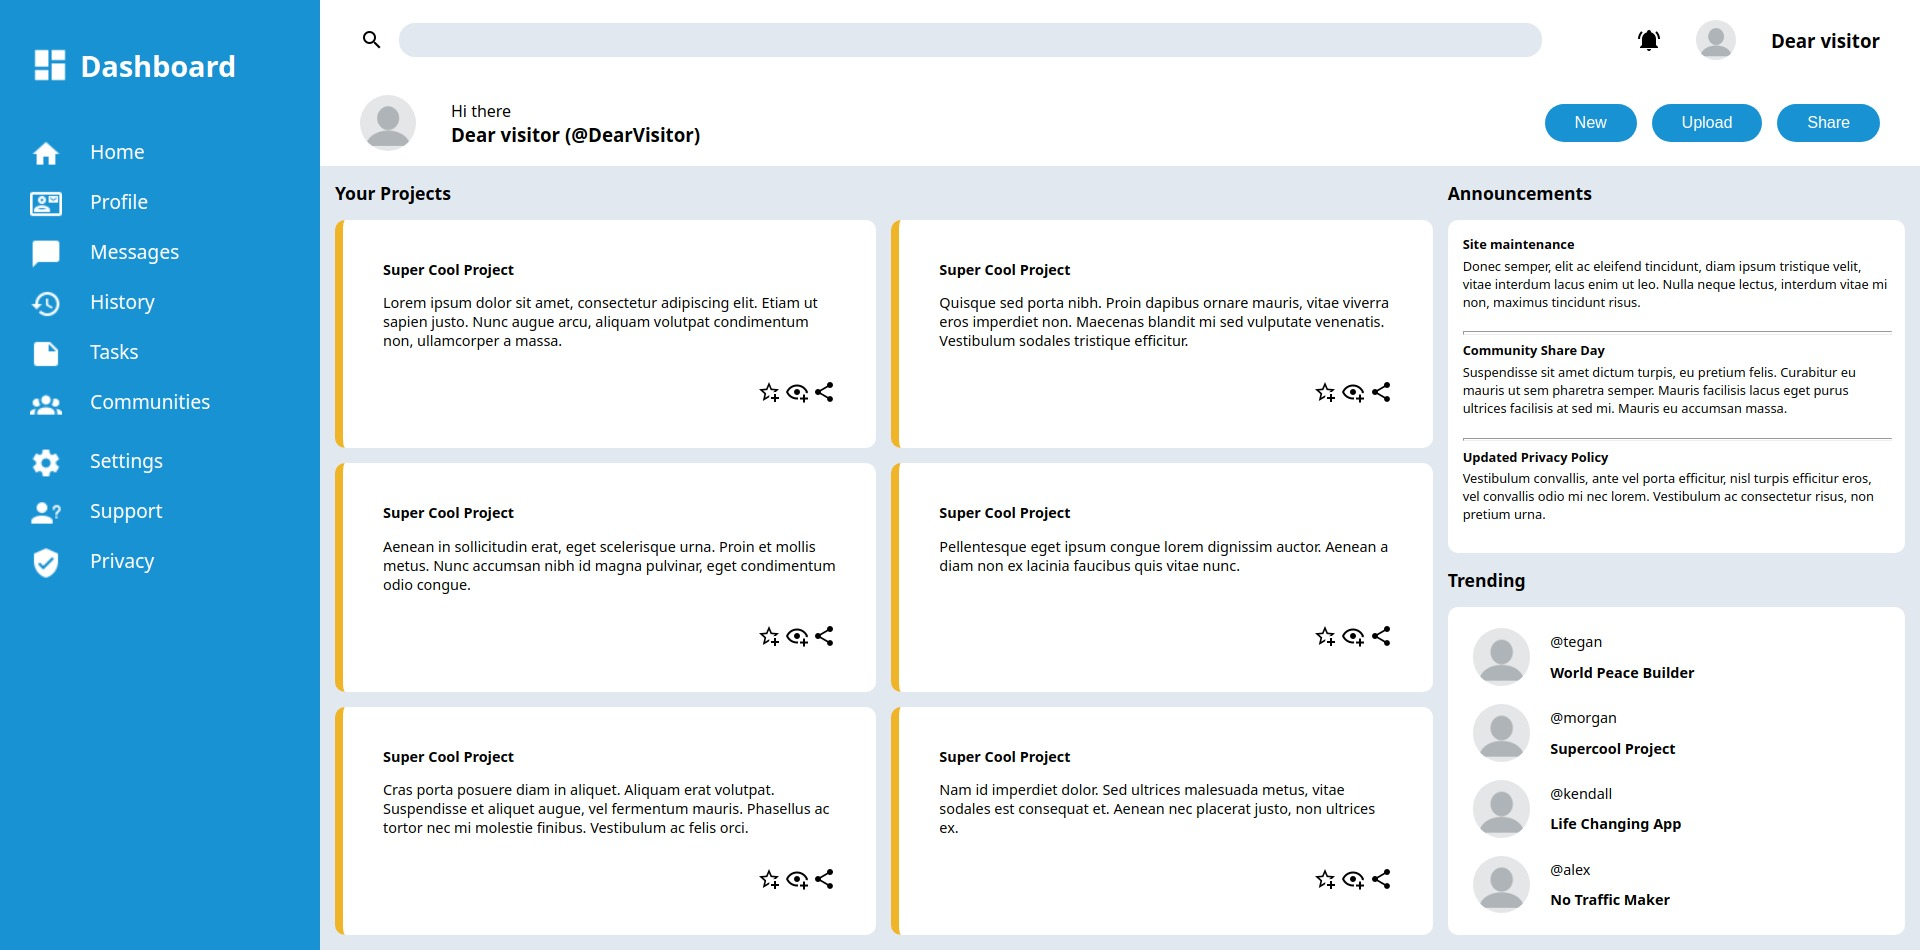 Dashboard
Home
Profile
Messages
History
Tasks
Communities
Settings
Support
Privacy
Dear visitor
Hi there
Dear visitor (@DearVisitor)
New
Upload
Share
Your Projects
Super Cool Project
Lorem ipsum dolor sit amet, consectetur adipiscing elit. Etiam ut
sapien justo. Nunc augue arcu, aliquam volutpat condimentum
non, ullamcorper a massa.
Super Cool Project
Quisque sed porta nibh. Proin dapibus ornare mauris, vitae viverra
eros imperdiet non. Maecenas blandit mi sed vulputate venenatis.
Vestibulum sodales tristique efficitur.
Super Cool Project
Aenean in sollicitudin erat, eget scelerisque urna. Proin et mollis
metus. Nunc accumsan nibh id magna pulvinar, eget condimentum
odio congue.
Super Cool Project
Pellentesque eget ipsum congue lorem dignissim auctor. Aenean a
diam non ex lacinia faucibus quis vitae nunc.
Super Cool Project
Cras porta posuere diam in aliquet. Aliquam erat volutpat.
Suspendisse et aliquet augue, vel fermentum mauris. Phasellus ac
tortor nec mi molestie finibus. Vestibulum ac felis orci.
Super Cool Project
Nam id imperdiet dolor. Sed ultrices malesuada metus, vitae
sodales est consequat et. Aenean nec placerat justo, non ultrices
ex.
Announcements
Site maintenance
Donec semper, elit ac eleifend tincidunt, diam ipsum tristique velit,
vitae interdum lacus enim ut leo. Nulla neque lectus, interdum vitae mi
non, maximus tincidunt risus.
Community Share Day
Suspendisse sit amet dictum turpis, eu pretium felis. Curabitur eu
mauris ut sem pharetra semper. Mauris facilisis lacus eget purus
ultrices facilisis at sed mi. Mauris eu accumsan massa.
Updated Privacy Policy
Vestibulum convallis, ante vel porta efficitur, nisl turpis efficitur eros,
vel convallis odio mi nec lorem. Vestibulum ac consectetur risus, non
pretium urna.
Trending
@tegan
World Peace Builder
@morgan
Supercool Project
@kendall
Life Changing App
@alex
No Traffic Maker